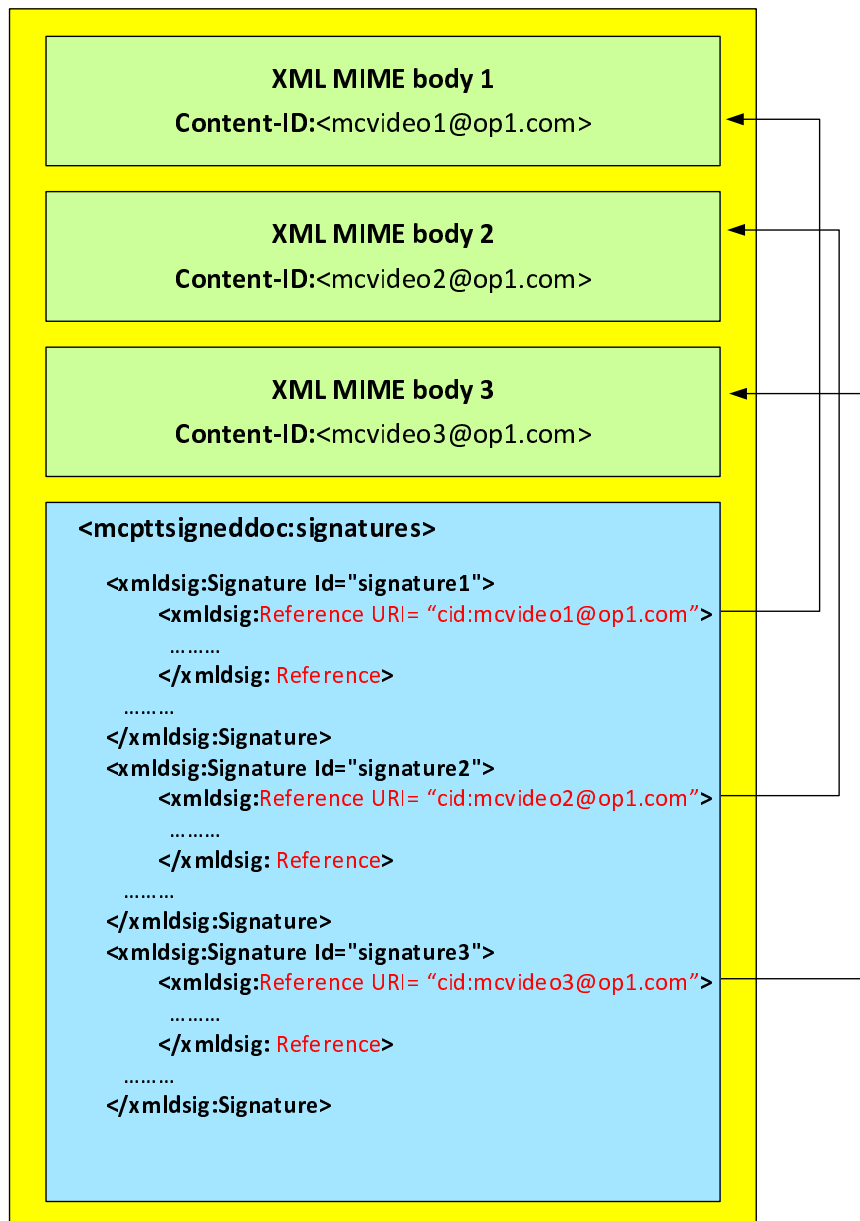 XML MIME body 1
Content-ID:<mcvideo1@op1.com>
XML MIME body 2
Content-ID:<mcvideo2@op1.com>
XML MIME body 3
Content-ID:<mcvideo3@op1.com>
<mcpttsigneddoc:signatures>
<xmldsig:Signature Id="signature1">
<xmldsig:Reference URI= “cid:mcvideo1@op1.com”>
.........
</xmldsig: Reference>
.........
</xmldsig:Signature>
<xmldsig:Signature Id="signature2">
<xmldsig:Reference URI= “cid:mcvideo2@op1.com”>
.........
</xmldsig: Reference>
.........
</xmldsig:Signature>
<xmldsig:Signature Id="signature3">
<xmldsig:Reference URI= “cid:mcvideo3@op1.com”>
.........
</xmldsig: Reference>
.........
</xmldsig:Signature>